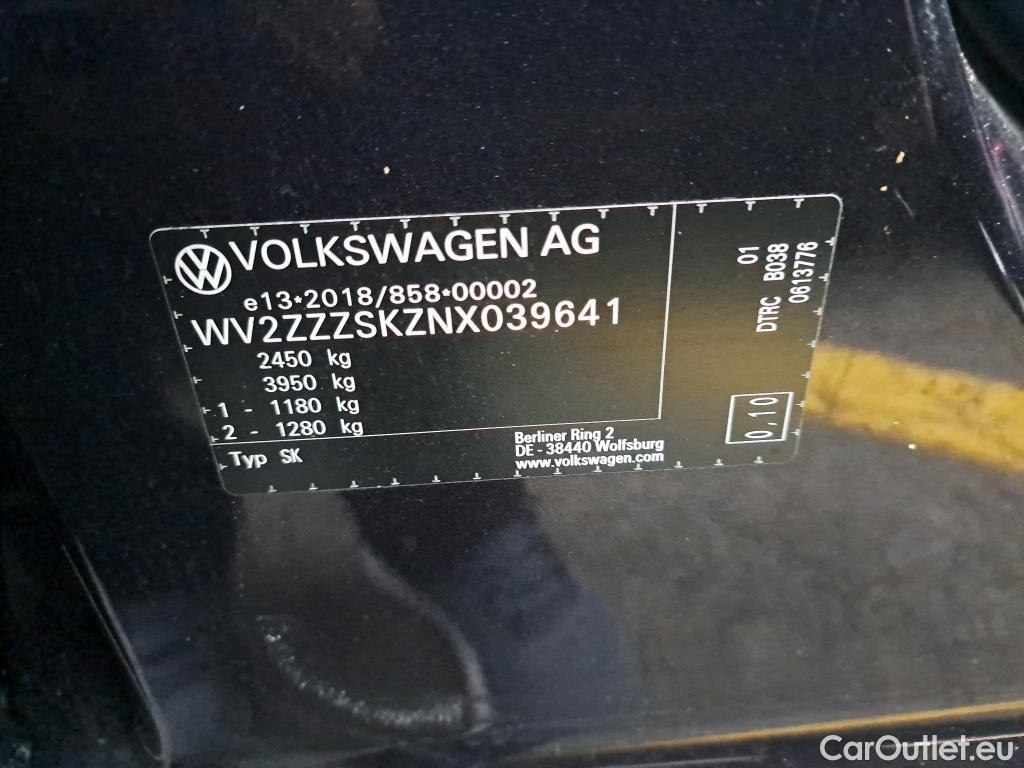 VOLKSWAGEN AG
e13*2018/858*00002
WV2ZZZSKZNX039641
2450 kg
3950 kg
1 - 1180 kg
2 - 1280 kg
Typ SK
Berliner Ring 2
DE - 38440 Wolfsburg
www.volkswagen.com
01
DTRC B038
0613776
0,10
CarOutlet.eu